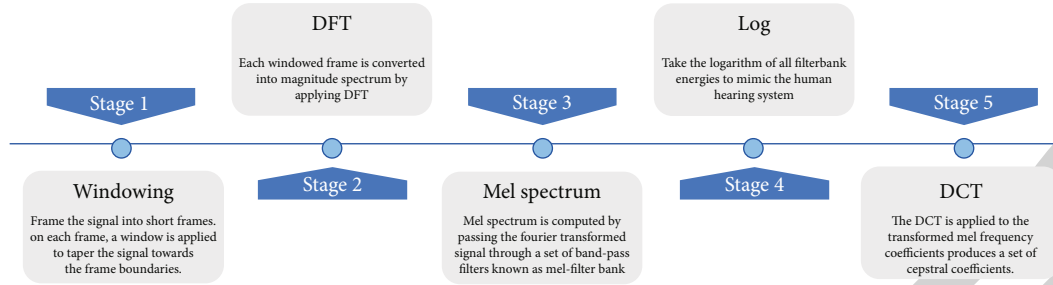 Stage 1
Windowing
Frame the signal into short frames.
on each frame, a window is applied
to taper the signal towards
the frame boundaries.
DFT
Each windowed frame is converted
into magnitude spectrum by
applying DFT
Stage 2
Stage 3
Mel spectrum
Mel spectrum is computed by
passing the fourier transformed
signal through a set of band-pass
filters known as mel-filter bank
Log
Take the logarithm of all filterbank
energies to mimic the human
hearing system
Stage 4
Stage 5
DCT
The DCT is applied to the
transformed mel frequency
coefficients produces a set of
cepstral coefficients.